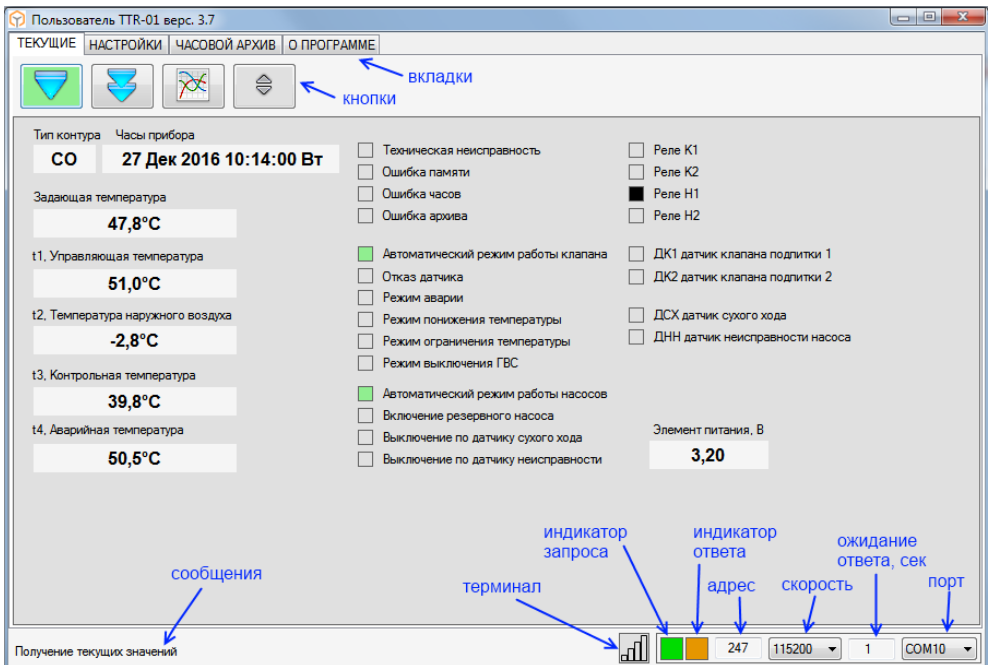 Пользователь TTR-01 верс. 3.7
ТЕКУЩИЕ НАСТРОЙКИ ЧАСОВОЙ АРХИВ О ПРОГРАММЕ
вкладки
кнопки
Тип контура Часы прибора
СО 27 Дек 2016 10:14:00 Вт
Задающая температура
47,8°C
t1, Управляющая температура
51,0°C
t2, Температура наружного воздуха
-2,8°C
t3, Контрольная температура
39,8°C
t4, Аварийная температура
50,5°C
Техническая неисправность
Ошибка памяти
Ошибка часов
Ошибка архива
Автоматический режим работы клапана
Отказ датчика
Режим аварии
Режим понижения температуры
Режим ограничения температуры
Режим выключения ГВС
Автоматический режим работы насосов
Включение резервного насоса
Выключение по датчику сухого хода
Выключение по датчику неисправности
Реле К1
Реле К2
Реле Н1
Реле Н2
ДК1 датчик клапана подпитки 1
ДК2 датчик клапана подпитки 2
ДСХ датчик сухого хода
ДНН датчик неисправности насоса
Элемент питания, В
3,20
сообщения
терминал
индикатор
запроса
индикатор
ответа
адрес
скорость
ожидание
ответа, сек
порт
Получение текущих значений
247 115200 1 COM10